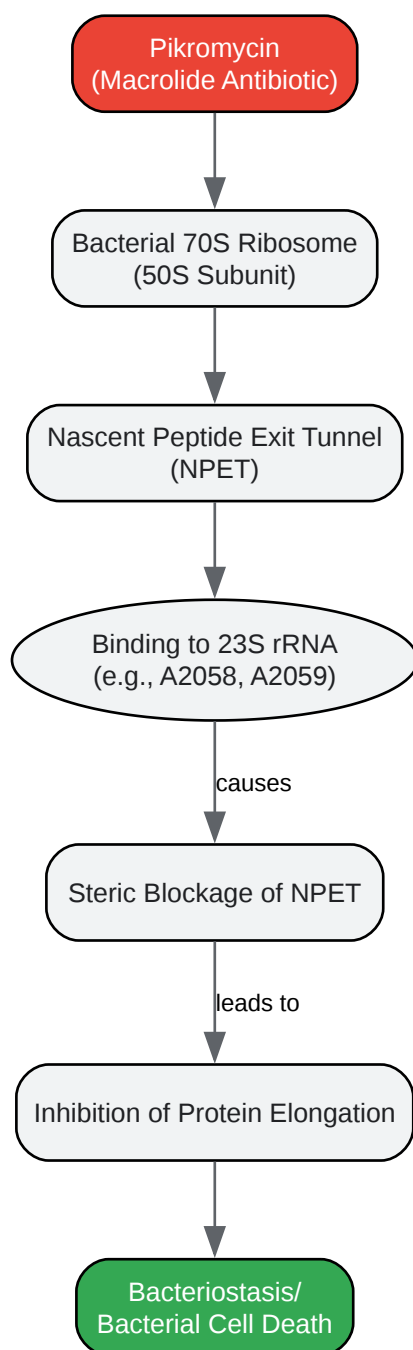 Pikromycin
(Macrolide Antibiotic)
Bacterial 70S Ribosome
(50S Subunit)
Nascent Peptide Exit Tunnel
(NPET)
Binding to 23S rRNA
(e.g., A2058, A2059)
causes
Steric Blockage of NPET
leads to
Inhibition of Protein Elongation
Bacteriostasis/
Bacterial Cell Death